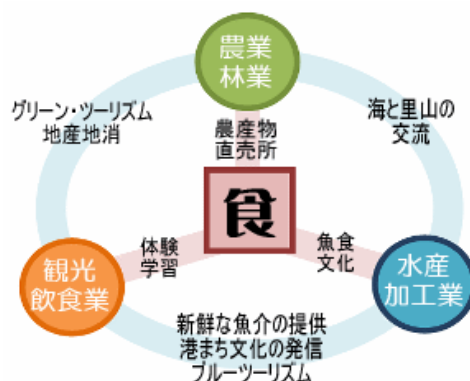 農業
林業
グリーン・ツーリズム
地産地消
農産物
直売所
海と里山の
交流
食
体験
学習
魚食
文化
観光
飲食業
水産
加工業
新鮮な魚介の提供
港まち文化の発信
ブルーツーリズム